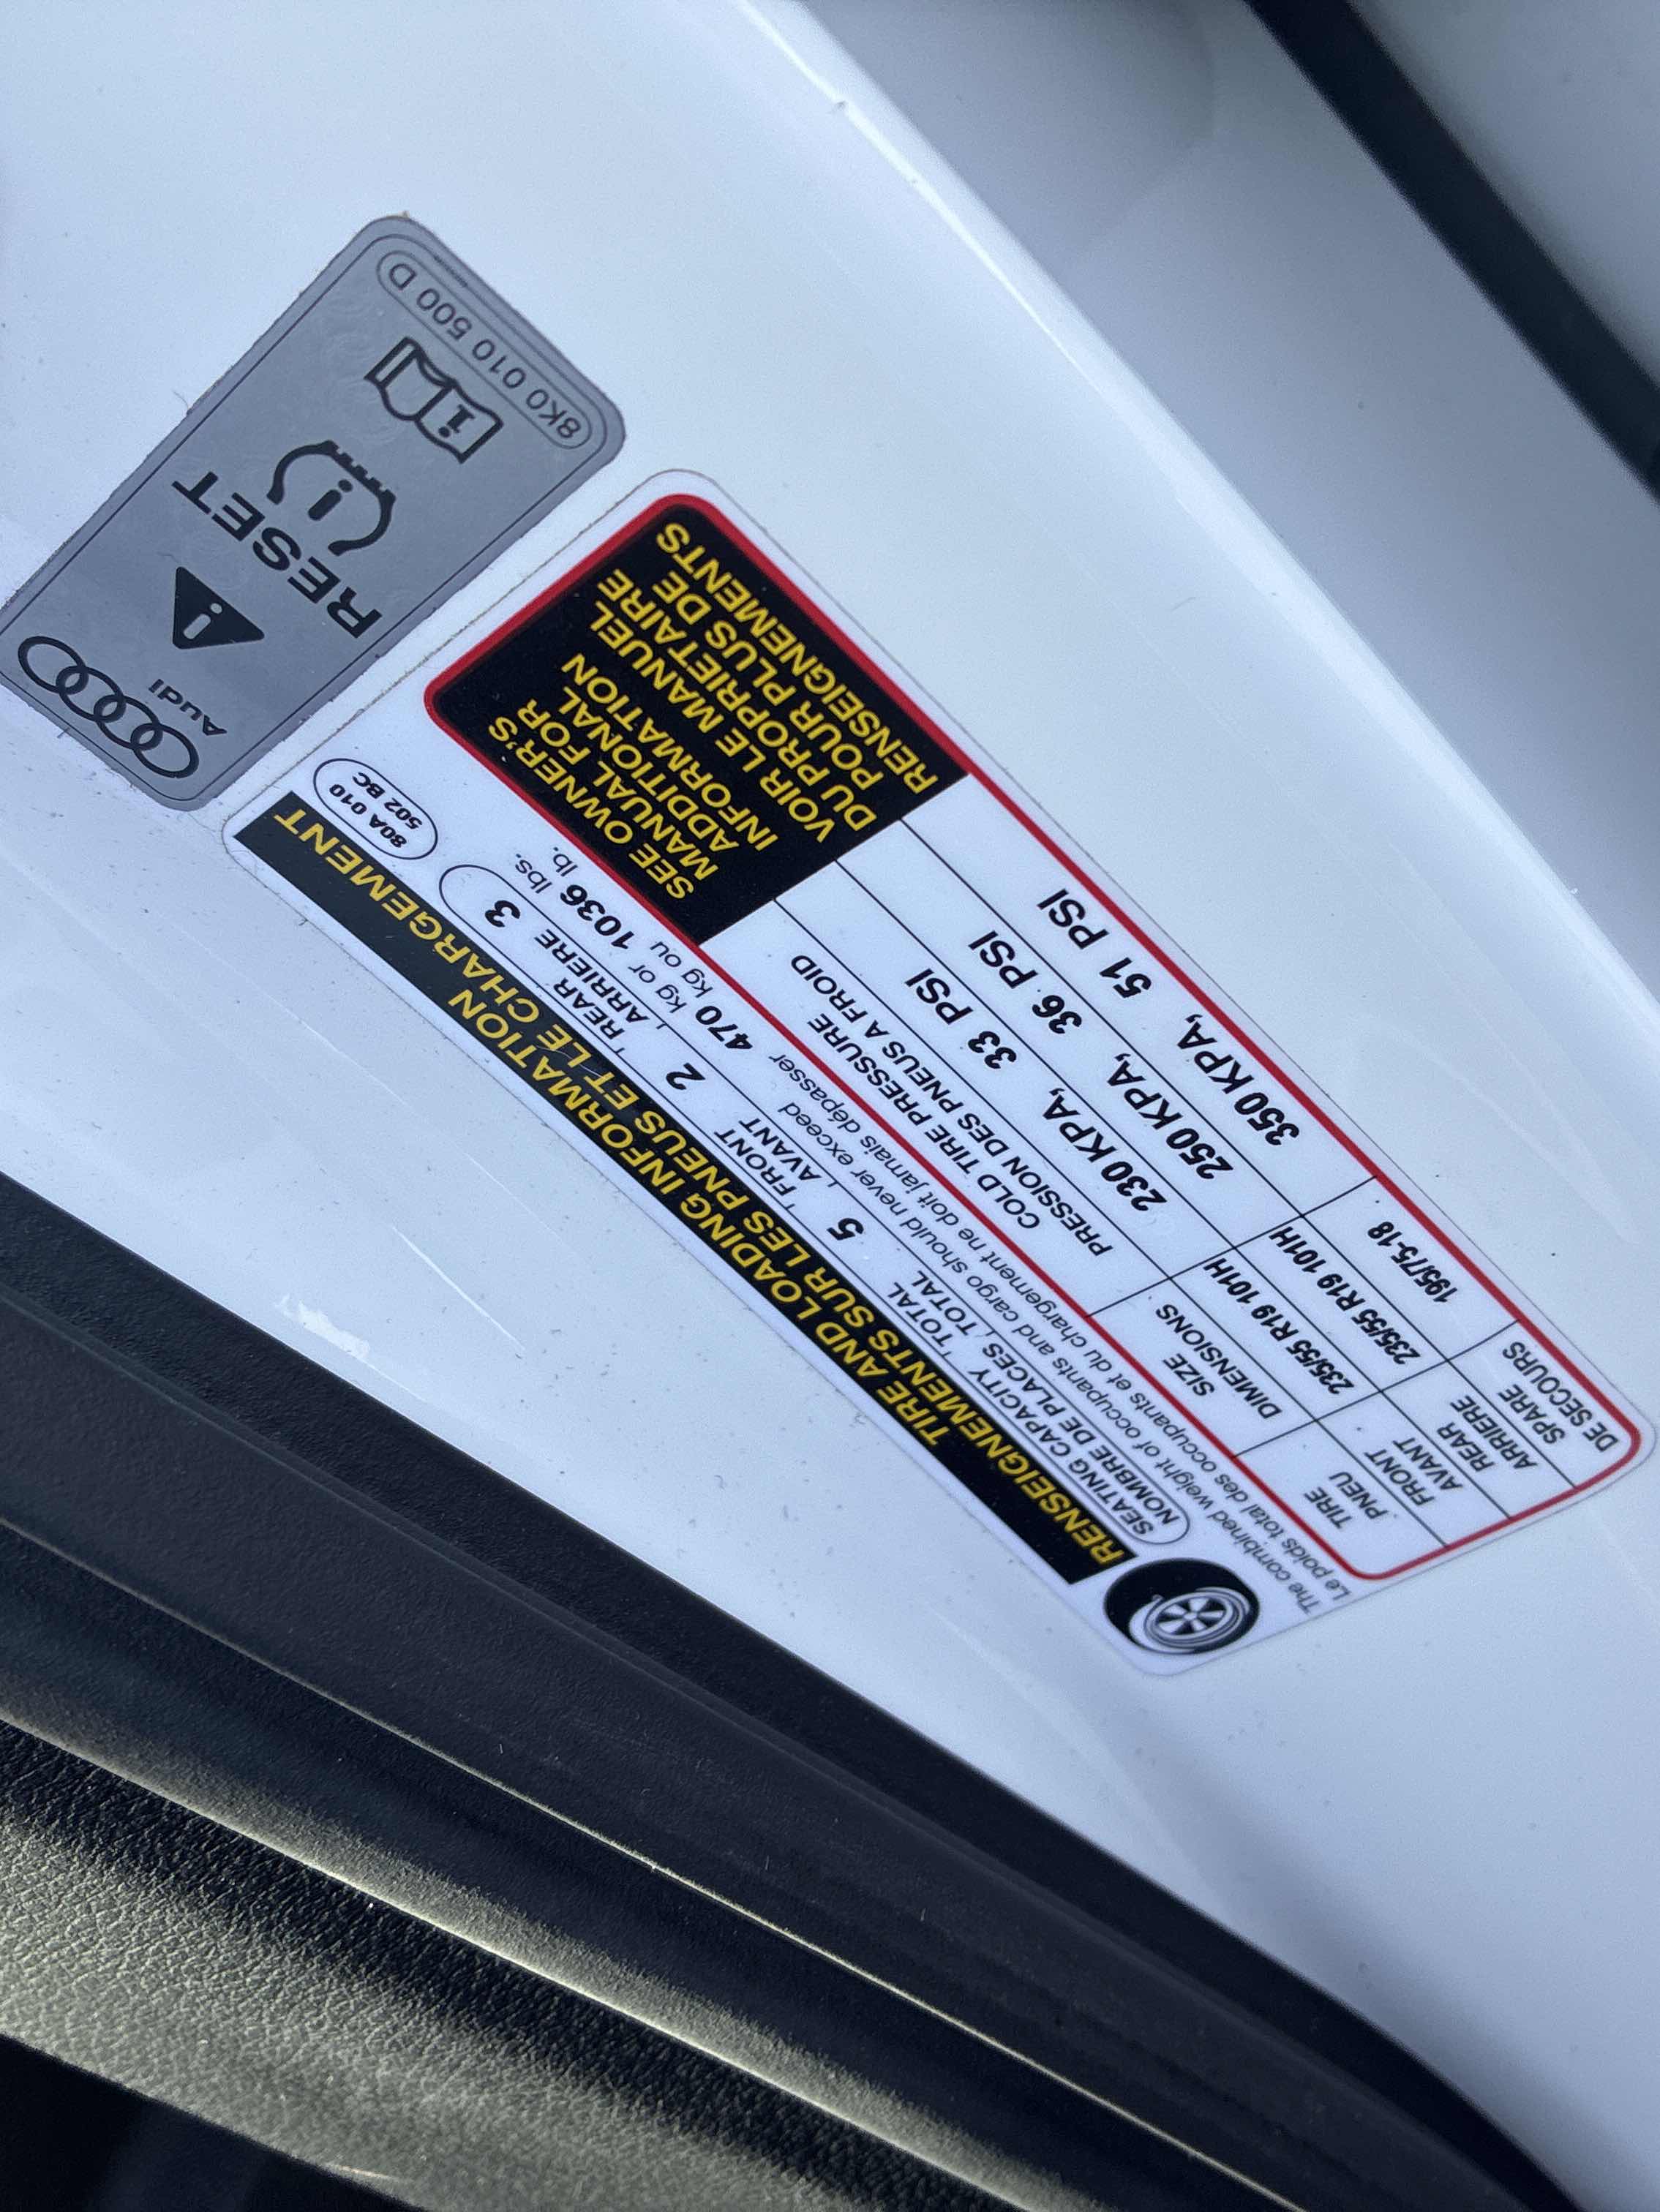 TIRE AND LOADING INFORMATION
RENSEIGNEMENTS SUR LES PNEUS ET LE CHARGEMENT
SEATING CAPACITY TOTAL 5 FRONT 2 REAR 3
NOMBRE DE PLACES TOTAL AVANT ARRIERE
80A 010
502 BC
The combined weight of occupants and cargo should never exceed 470 kg or 1036 lbs.
Le poids total des occupants et du chargement ne doit jamais dépasser kg ou lb.
TIRE
PNEU
SIZE
DIMENSIONS
COLD TIRE PRESSURE
PRESSION DES PNEUS A FROID
SEE OWNER'S
MANUAL FOR
ADDITIONAL
INFORMATION
VOIR LE MANUEL
DU PROPRIETAIRE
POUR PLUS DE
RENSEIGNEMENTS
FRONT
AVANT
235/55 R19 101H
230 KPA, 33 PSI
REAR
ARRIERE
235/55 R19 101H
250 KPA, 36 PSI
SPARE
DE SECOURS
195/75-18
350 KPA, 51 PSI
Audi
RESET
8K0 010 500 D